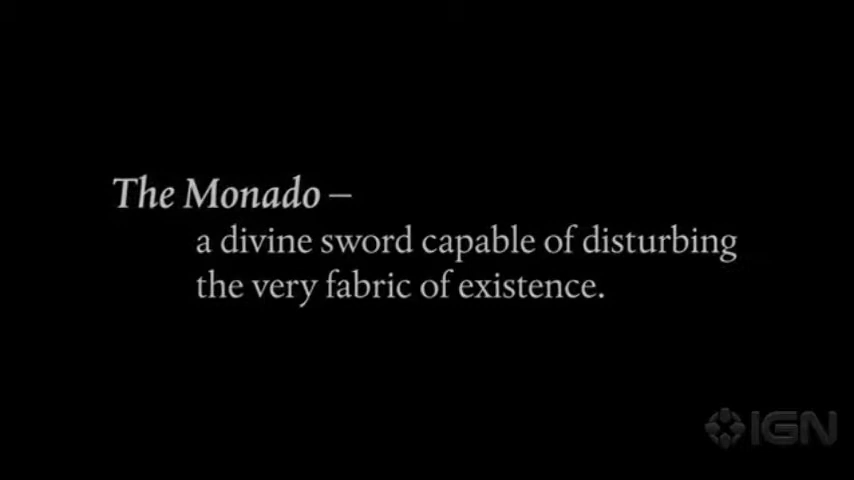 The Monado –
a divine sword capable of disturbing
the very fabric of existence.
IGN